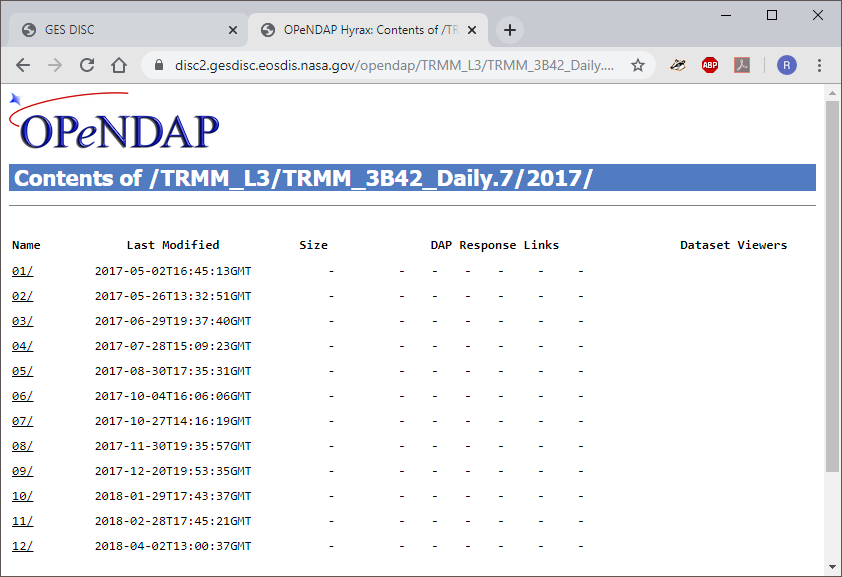 GES DISC
OPeNDAP Hyrax: Contents of /TR
disc2.gesdisc.eosdis.nasa.gov/opendap/TRMM_L3/TRMM_3B42_Daily....
ABP
R
OPeNDAP
Contents of /TRMM_L3/TRMM_3B42_Daily.7/2017/
Name Last Modified Size DAP Response Links Dataset Viewers
01/ 2017-05-02T16:45:13GMT - - - - - - -
02/ 2017-05-26T13:32:51GMT - - - - - - -
03/ 2017-06-29T19:37:40GMT - - - - - - -
04/ 2017-07-28T15:09:23GMT - - - - - - -
05/ 2017-08-30T17:35:31GMT - - - - - - -
06/ 2017-10-04T16:06:06GMT - - - - - - -
07/ 2017-10-27T14:16:19GMT - - - - - - -
08/ 2017-11-30T19:35:57GMT - - - - - - -
09/ 2017-12-20T19:53:35GMT - - - - - - -
10/ 2018-01-29T17:43:37GMT - - - - - - -
11/ 2018-02-28T17:45:21GMT - - - - - - -
12/ 2018-04-02T13:00:37GMT - - - - - - -